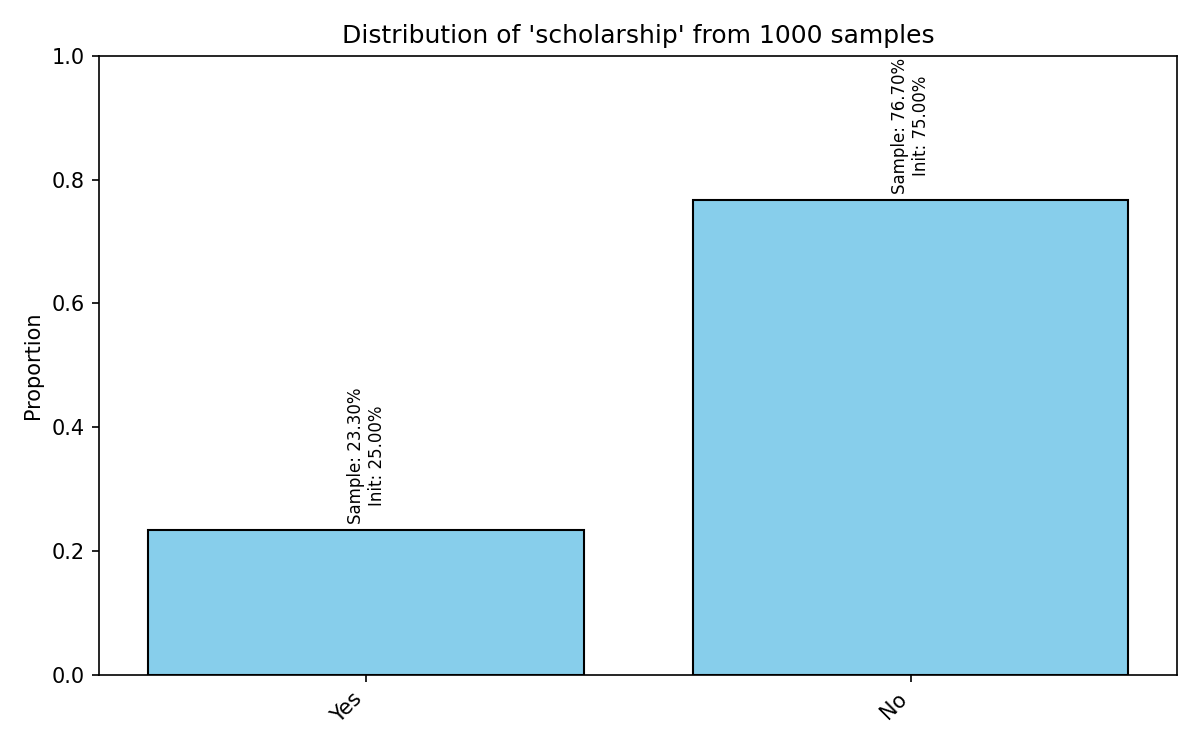 Distribution of 'scholarship' from 1000 samples
Proportion
1.0
0.8
0.6
0.4
0.2
0.0
Sample: 23.30%
Init: 25.00%
Sample: 76.70%
Init: 75.00%
Yes
No